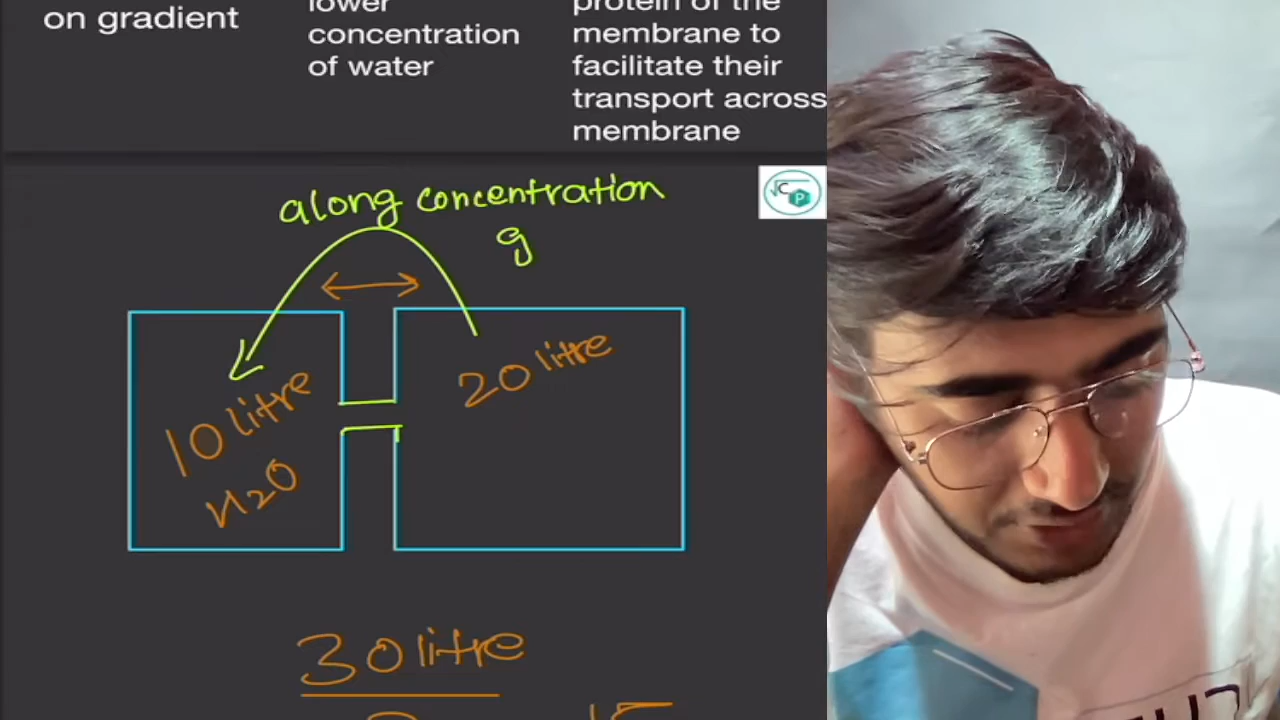 on gradient
lower
concentration
of water
protein of the
membrane to
facilitate their
transport across
membrane
along concentration
g
10 litre
H2O
20 litre
30 litre